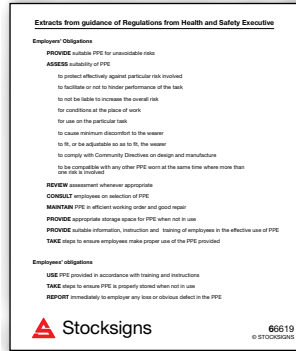 Extracts from guidance of Regulations from Health and Safety Executive
Employers' Obligations
PROVIDE suitable PPE for unavoidable risks
ASSESS suitability of PPE
to protect effectively against particular risk involved
to facilitate or not to hinder performance of the task
to not be liable to increase the overall risk
for conditions at the place of work
for use on the particular task
to cause minimum discomfort to the wearer
to fit, or be adjustable so as to fit, the wearer
to comply with Community Directives on design and manufacture
to be compatible with any other PPE worn at the same time where more than
one risk is involved
REVIEW assessment whenever appropriate
CONSULT employees on selection of PPE
MAINTAIN PPE in efficient working order and good repair
PROVIDE appropriate storage space for PPE when not in use
PROVIDE suitable information, instruction and training of employees in the effective use of PPE
TAKE steps to ensure employees make proper use of the PPE provided
Employees' obligations
USE PPE provided in accordance with training and instructions
TAKE steps to ensure PPE is properly stored when not in use
REPORT immediately to employer any loss or obvious defect in the PPE
Stocksigns
66619
© STOCKSIGNS